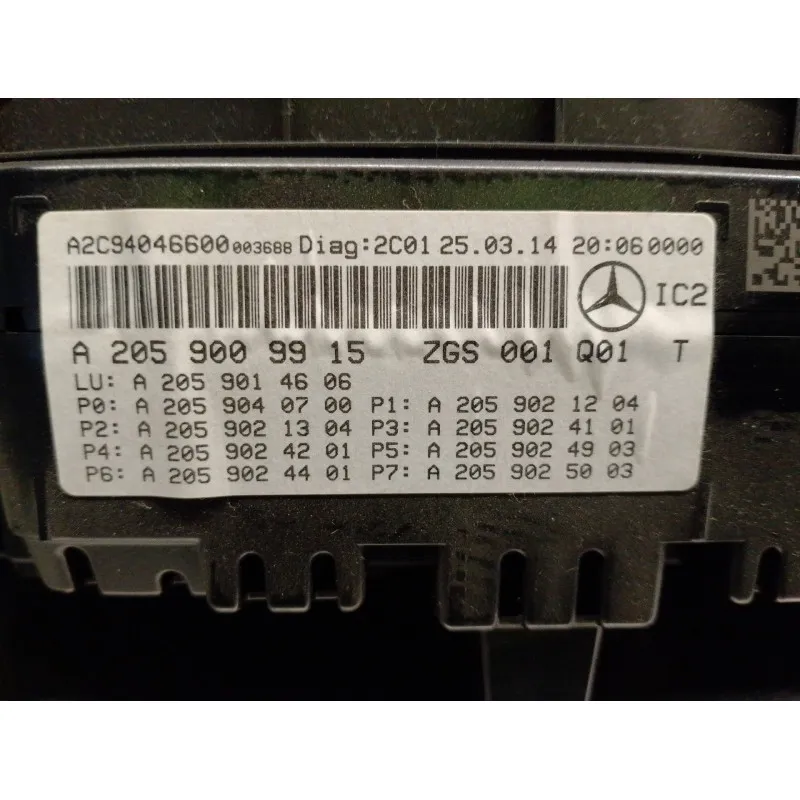 A2C94046600003688 Diag:2C01 25.03.14 20:060000
IC2
A 205 900 99 15 ZGS 001 Q01 T
LU: A 205 901 46 06
P0: A 205 904 07 00 P1: A 205 902 12 04
P2: A 205 902 13 04 P3: A 205 902 41 01
P4: A 205 902 42 01 P5: A 205 902 49 03
P6: A 205 902 44 01 P7: A 205 902 50 03